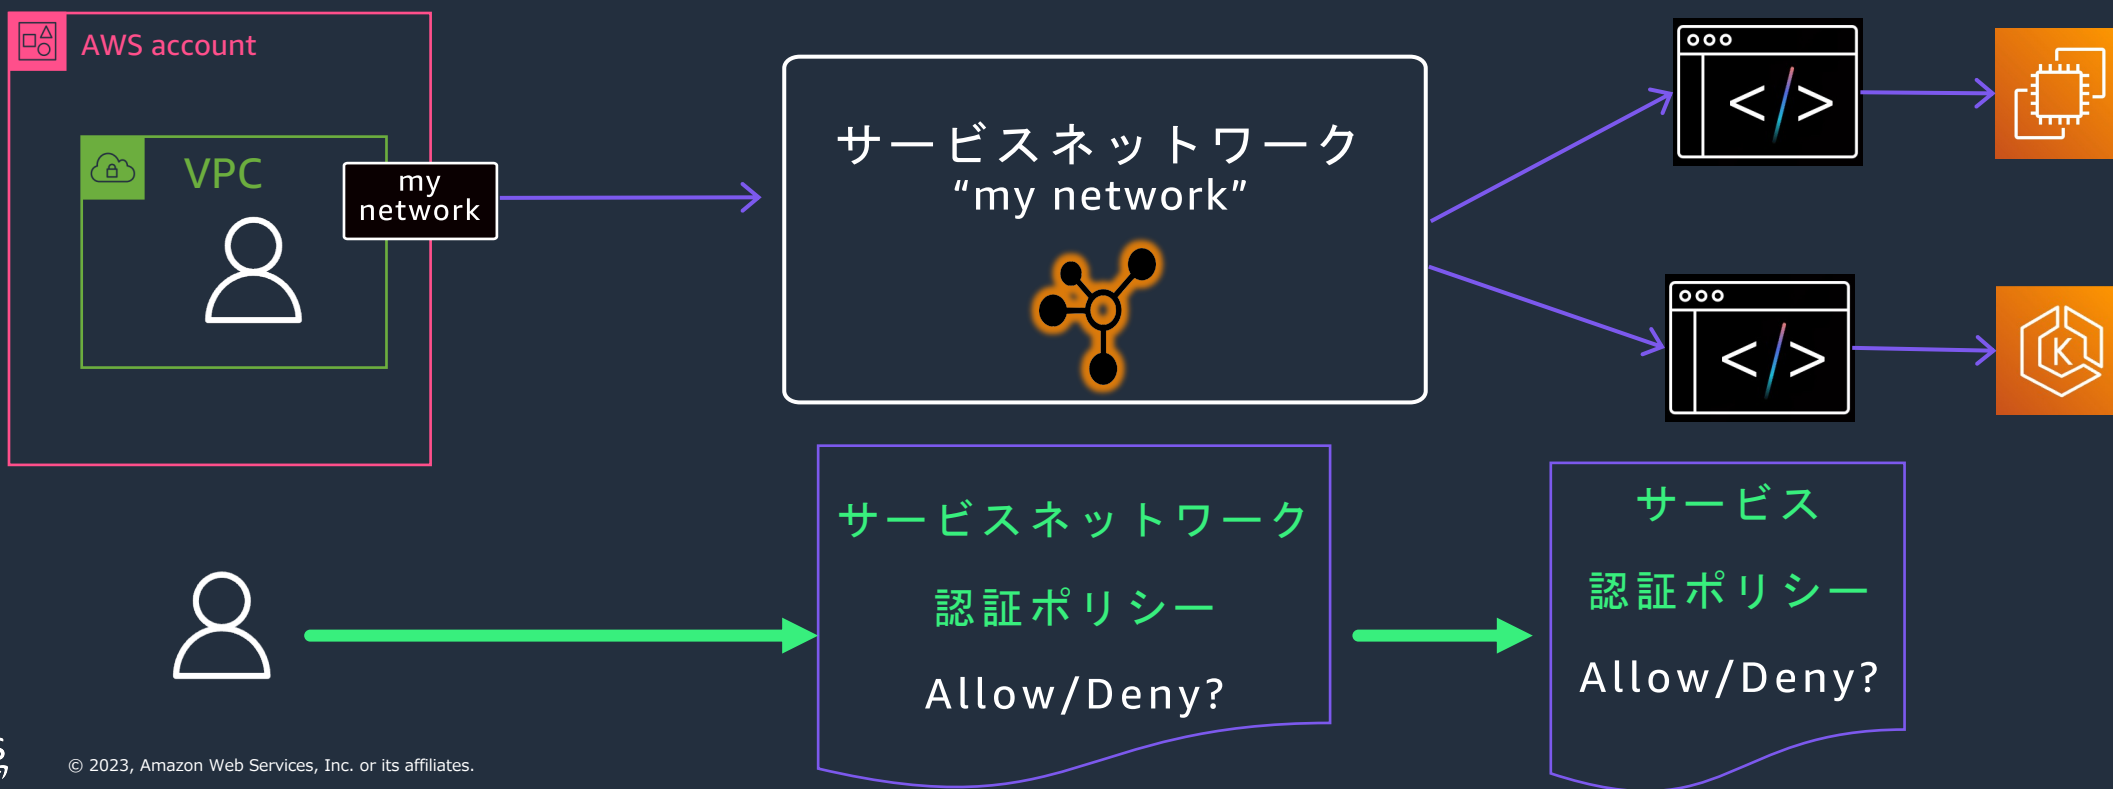 AWS account
VPC
my
network
サービスネットワーク
“my network”
サービスネットワーク
認証ポリシー
Allow/Deny?
サービス
認証ポリシー
Allow/Deny?
© 2023, Amazon Web Services, Inc. or its affiliates.